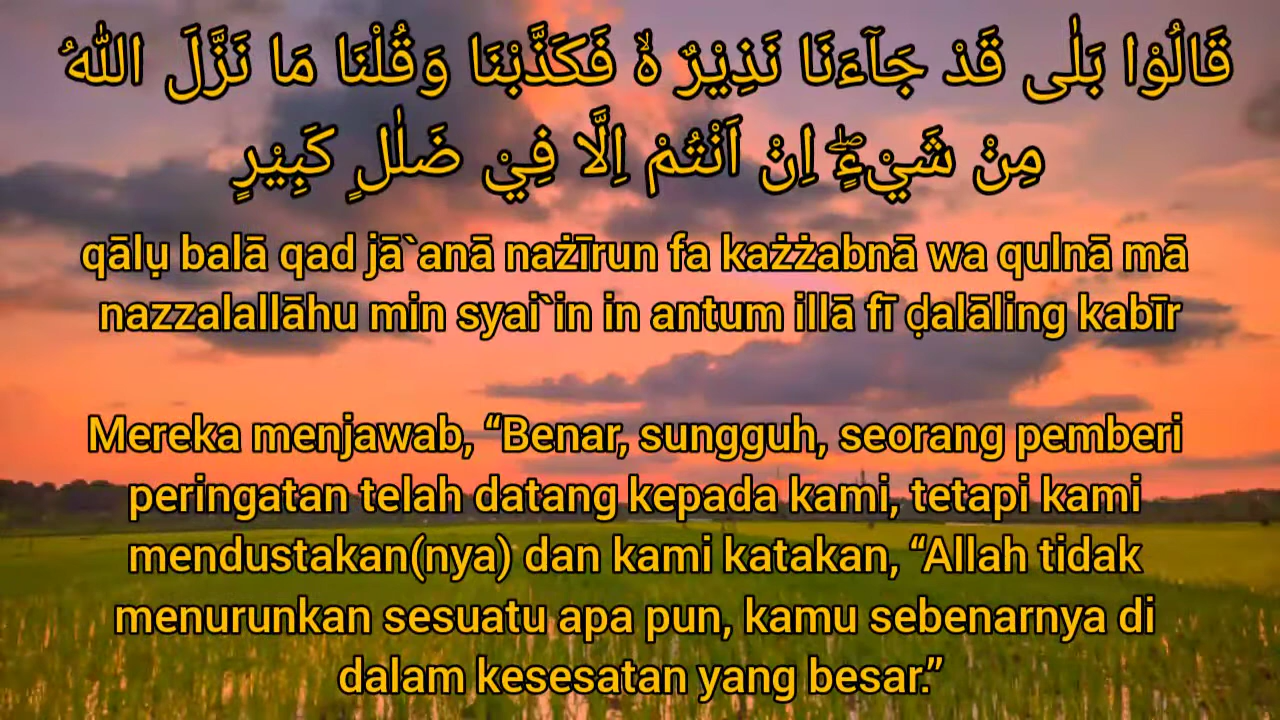 قَالُوْا بَلٰى قَدْ جَاۤءَنَا نَذِيْرٌ ەۙ فَكَذَّبْنَا وَقُلْنَا مَا نَزَّلَ اللّٰهُ
مِنْ شَيْءٍۖ اِنْ اَنْتُمْ اِلَّا فِيْ ضَلٰلٍ كَبِيْرٍ
qālụ balā qad jā`anā nażīrun fa każżabnā wa qulnā mā
nazzalallāhu min syai`in in antum illā fī ḍalāling kabīr
Mereka menjawab, “Benar, sungguh, seorang pemberi
peringatan telah datang kepada kami, tetapi kami
mendustakan(nya) dan kami katakan, “Allah tidak
menurunkan sesuatu apa pun, kamu sebenarnya di
dalam kesesatan yang besar.”